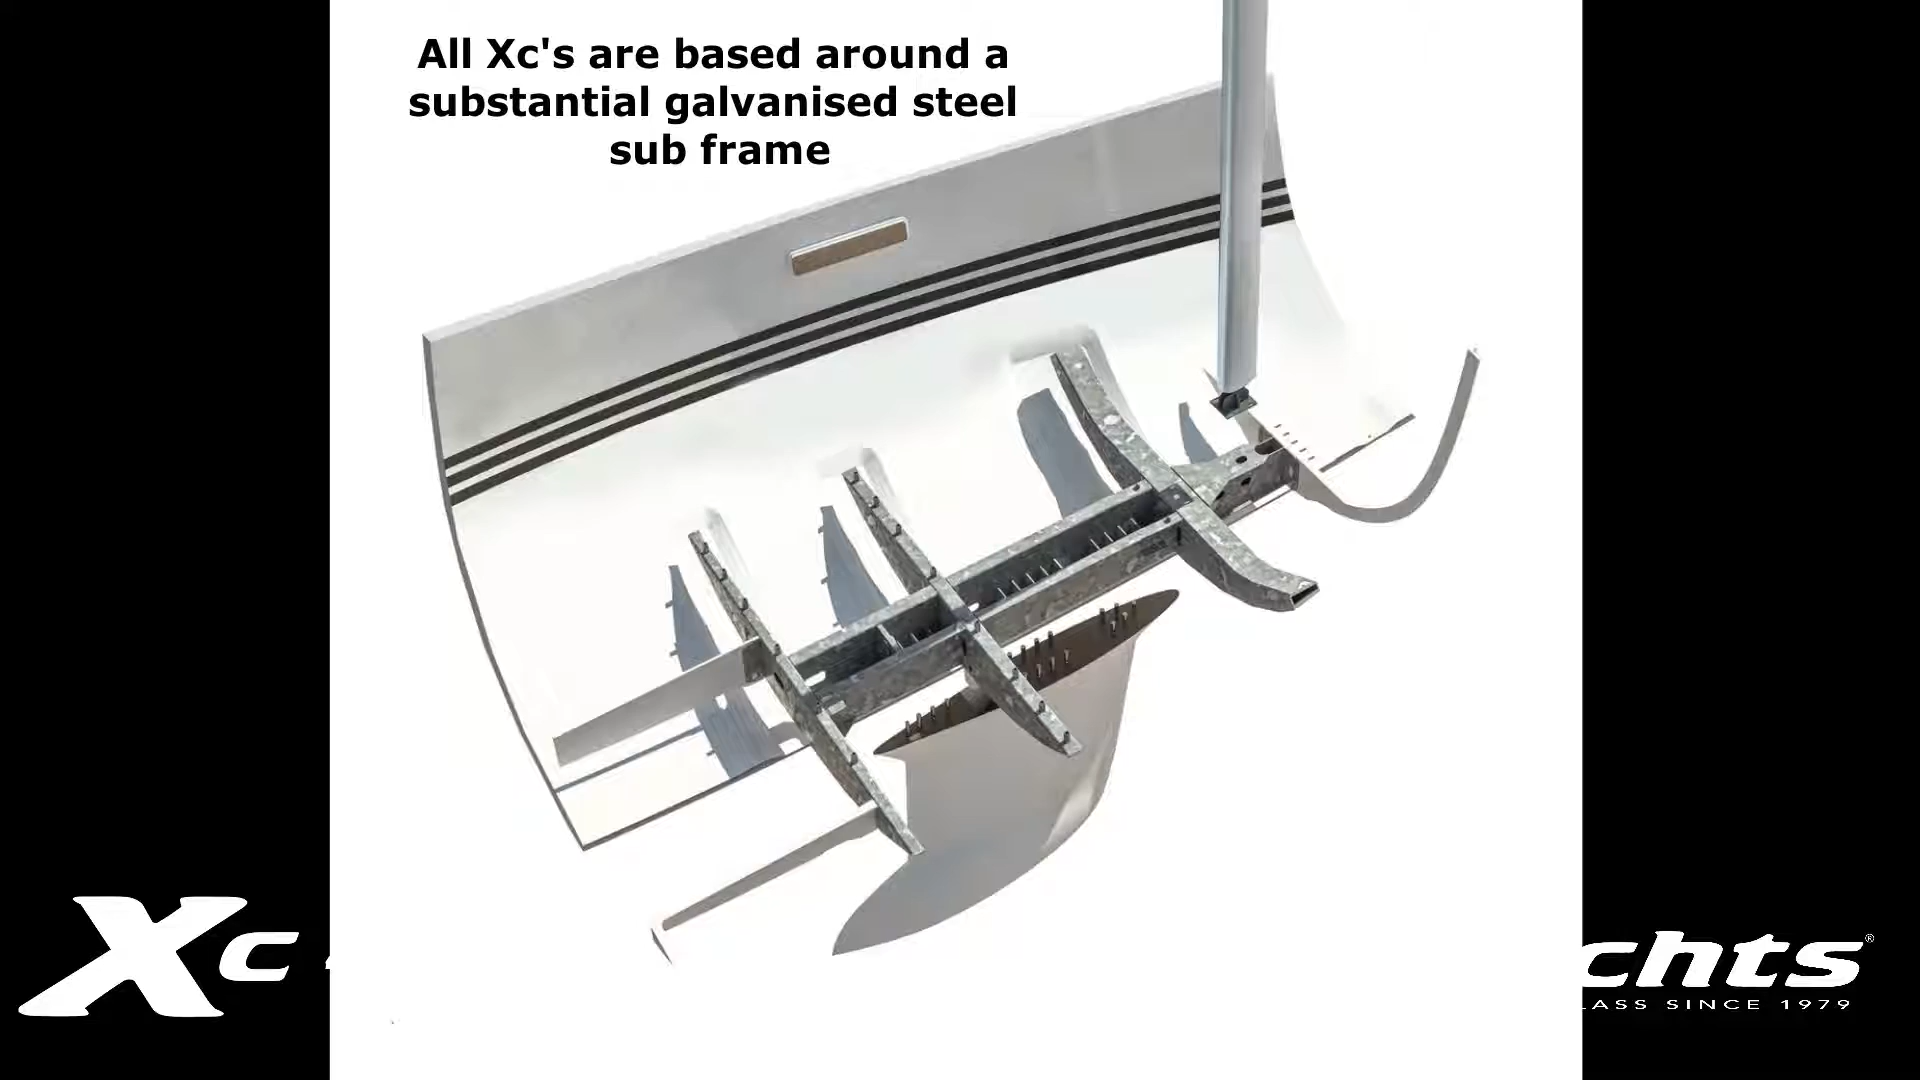 All Xc's are based around a
substantial galvanised steel
sub frame
Xc
chts®
LASS SINCE 1979